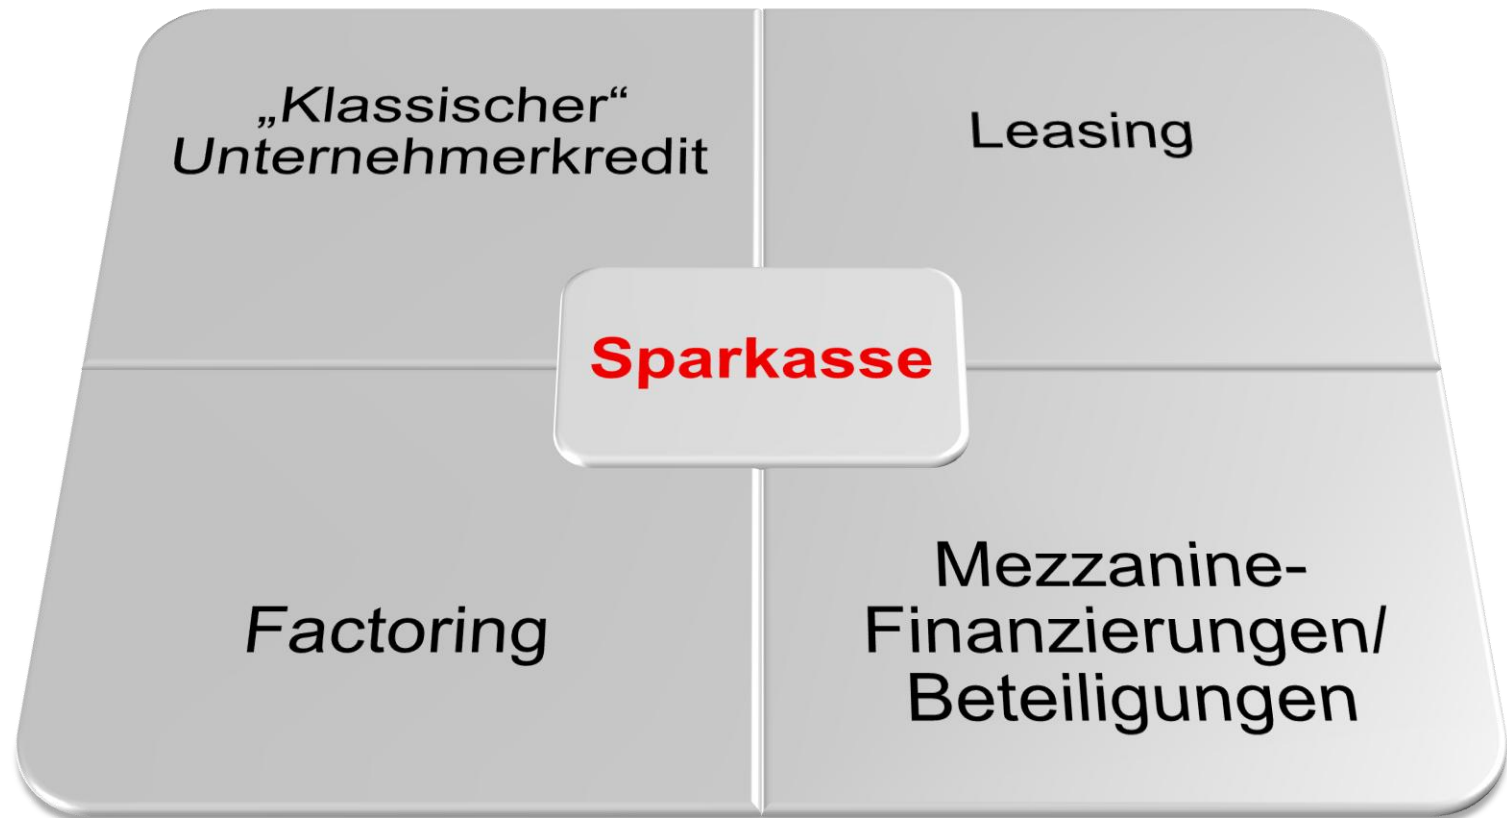 „Klassischer“
Unternehmerkredit
Leasing
Sparkasse
Factoring
Mezzanine-
Finanzierungen/
Beteiligungen